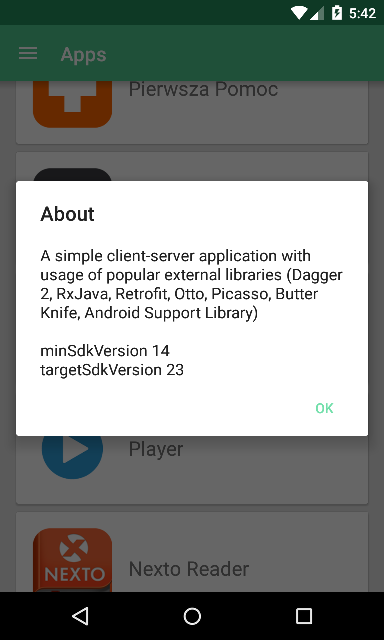 5:42
Apps
Pierwsza Pomoc
About
A simple client-server application with
usage of popular external libraries (Dagger
2, RxJava, Retrofit, Otto, Picasso, Butter
Knife, Android Support Library)
minSdkVersion 14
targetSdkVersion 23
OK
Player
NEXTO
Nexto Reader